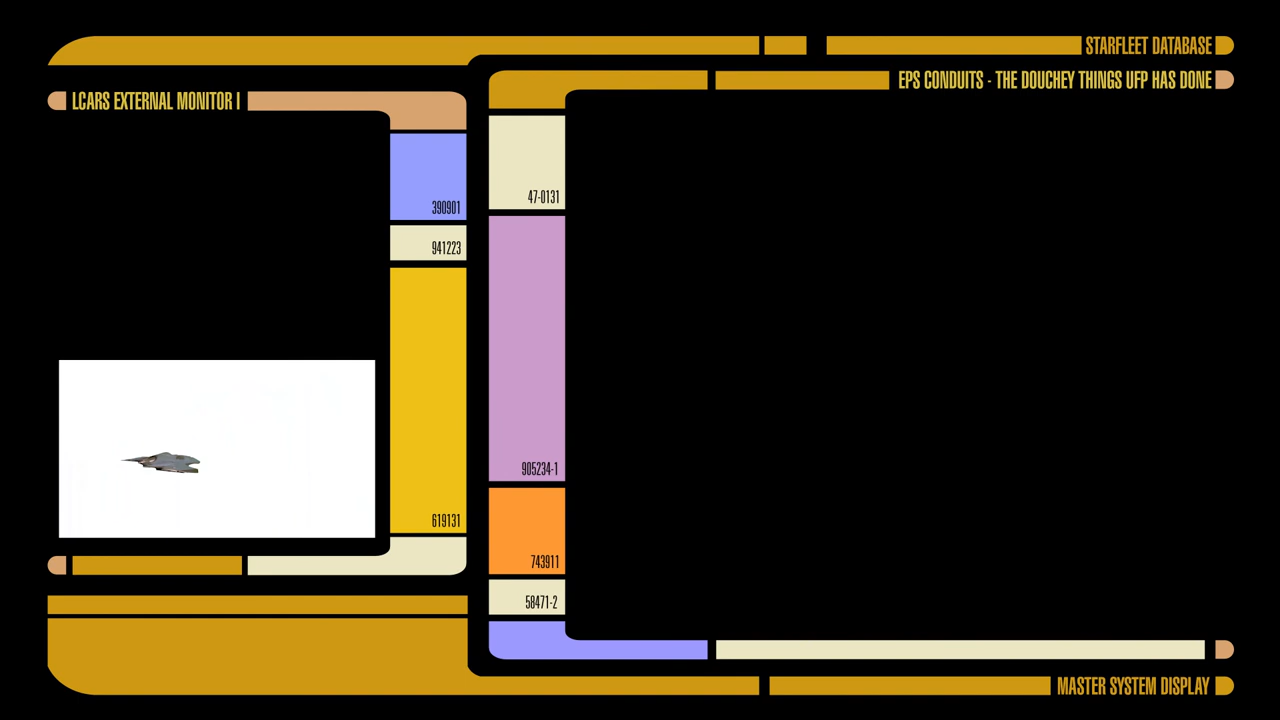 STARFLEET DATABASE
EPS CONDUITS - THE DOUCHEY THINGS UFP HAS DONE
LCARS EXTERNAL MONITOR I
390901
941223
619131
47-0131
905234-1
743911
58471-2
MASTER SYSTEM DISPLAY